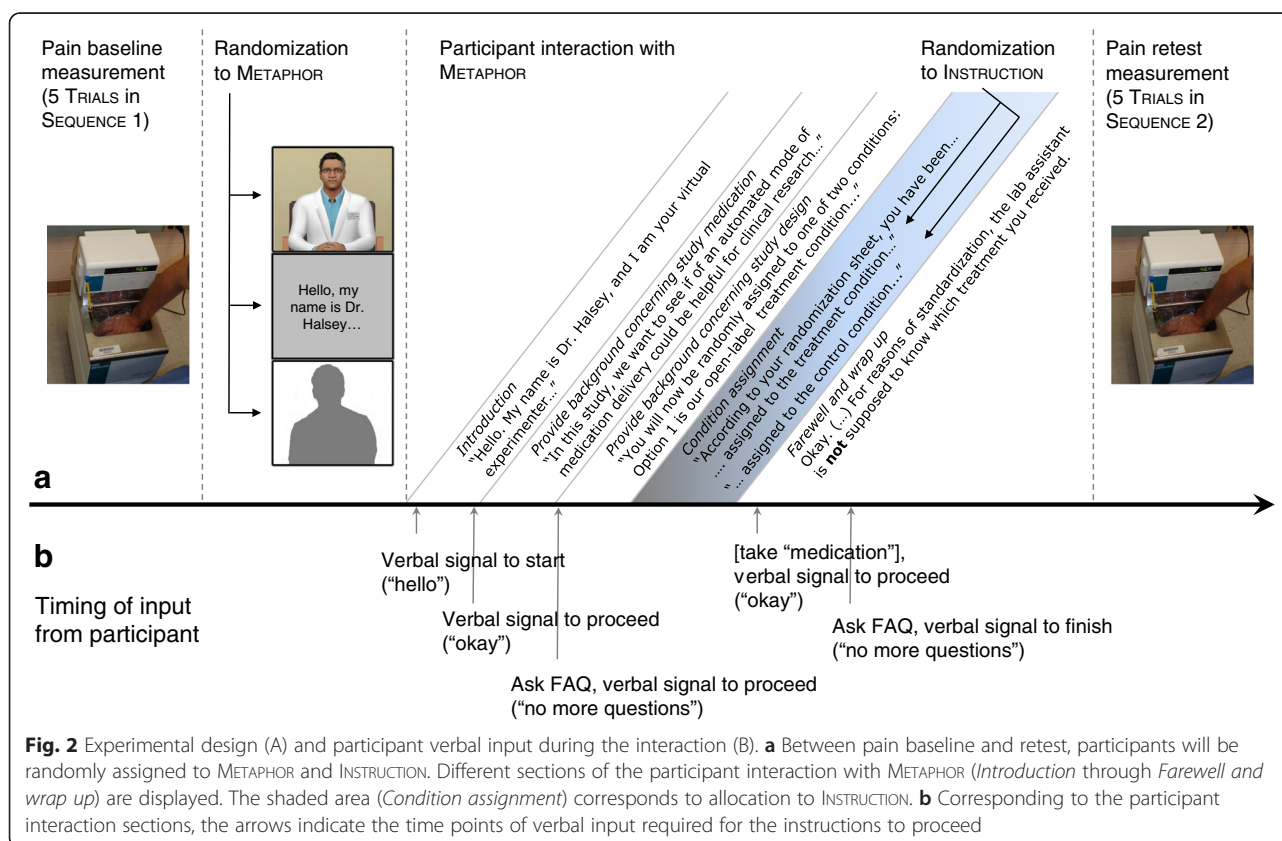 Pain baseline
measurement
(5 TRIALS in
SEQUENCE 1)
Randomization
to METAPHOR
Hello, my
name is Dr.
Halsey…
Participant interaction with
METAPHOR
Randomization
to INSTRUCTION
Pain retest
measurement
(5 TRIALS in
SEQUENCE 2)
Introduction
“Hello. My name is Dr. Halsey, and I am your virtual
experimenter…„
Provide background concerning study medication
“In this study, we want to see if of an automated mode of
medication delivery could be helpful for clinical research…„
Provide background concerning study design
“You will now be randomly assigned to one of two conditions:
Option 1 is our open-label treatment condition…„
Condition assignment
“According to your randomization sheet, you have been…
…. assigned to the treatment condition…„
“… assigned to the control condition…„
Farewell and wrap up
Okay. (…) For reasons of standardization, the lab assistant
is not supposed to know which treatment you received.
a
b
Timing of input
from participant
Verbal signal to start
(“hello”)
Verbal signal to proceed
(“okay”)
Ask FAQ, verbal signal to proceed
(“no more questions”)
[take “medication”],
verbal signal to proceed
(“okay”)
Ask FAQ, verbal signal to finish
(“no more questions”)
Fig. 2 Experimental design (A) and participant verbal input during the interaction (B). a Between pain baseline and retest, participants will be
randomly assigned to METAPHOR and INSTRUCTION. Different sections of the participant interaction with METAPHOR (Introduction through Farewell and
wrap up) are displayed. The shaded area (Condition assignment) corresponds to allocation to INSTRUCTION. b Corresponding to the participant
interaction sections, the arrows indicate the time points of verbal input required for the instructions to proceed